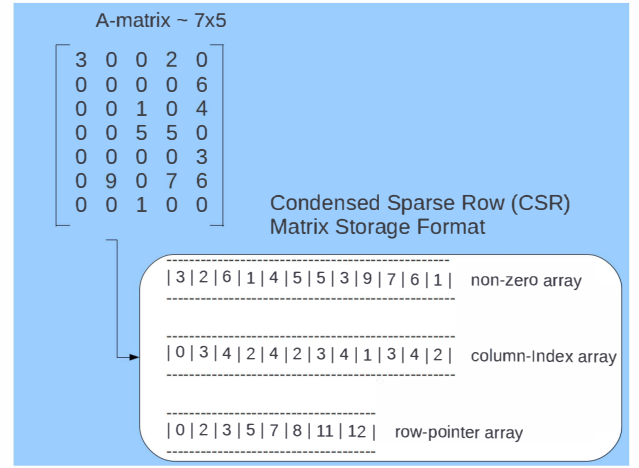 A-matrix ~ 7x5
3 0 0 2 0
0 0 0 0 6
0 0 1 0 4
0 0 5 5 0
0 0 0 0 3
0 9 0 7 6
0 0 1 0 0
Condensed Sparse Row (CSR)
Matrix Storage Format
| 3 | 2 | 6 | 1 | 4 | 5 | 5 | 3 | 9 | 7 | 6 | 1 | non-zero array
| 0 | 3 | 4 | 2 | 4 | 2 | 3 | 4 | 1 | 3 | 4 | 2 | column-Index array
| 0 | 2 | 3 | 5 | 7 | 8 | 11 | 12 | row-pointer array